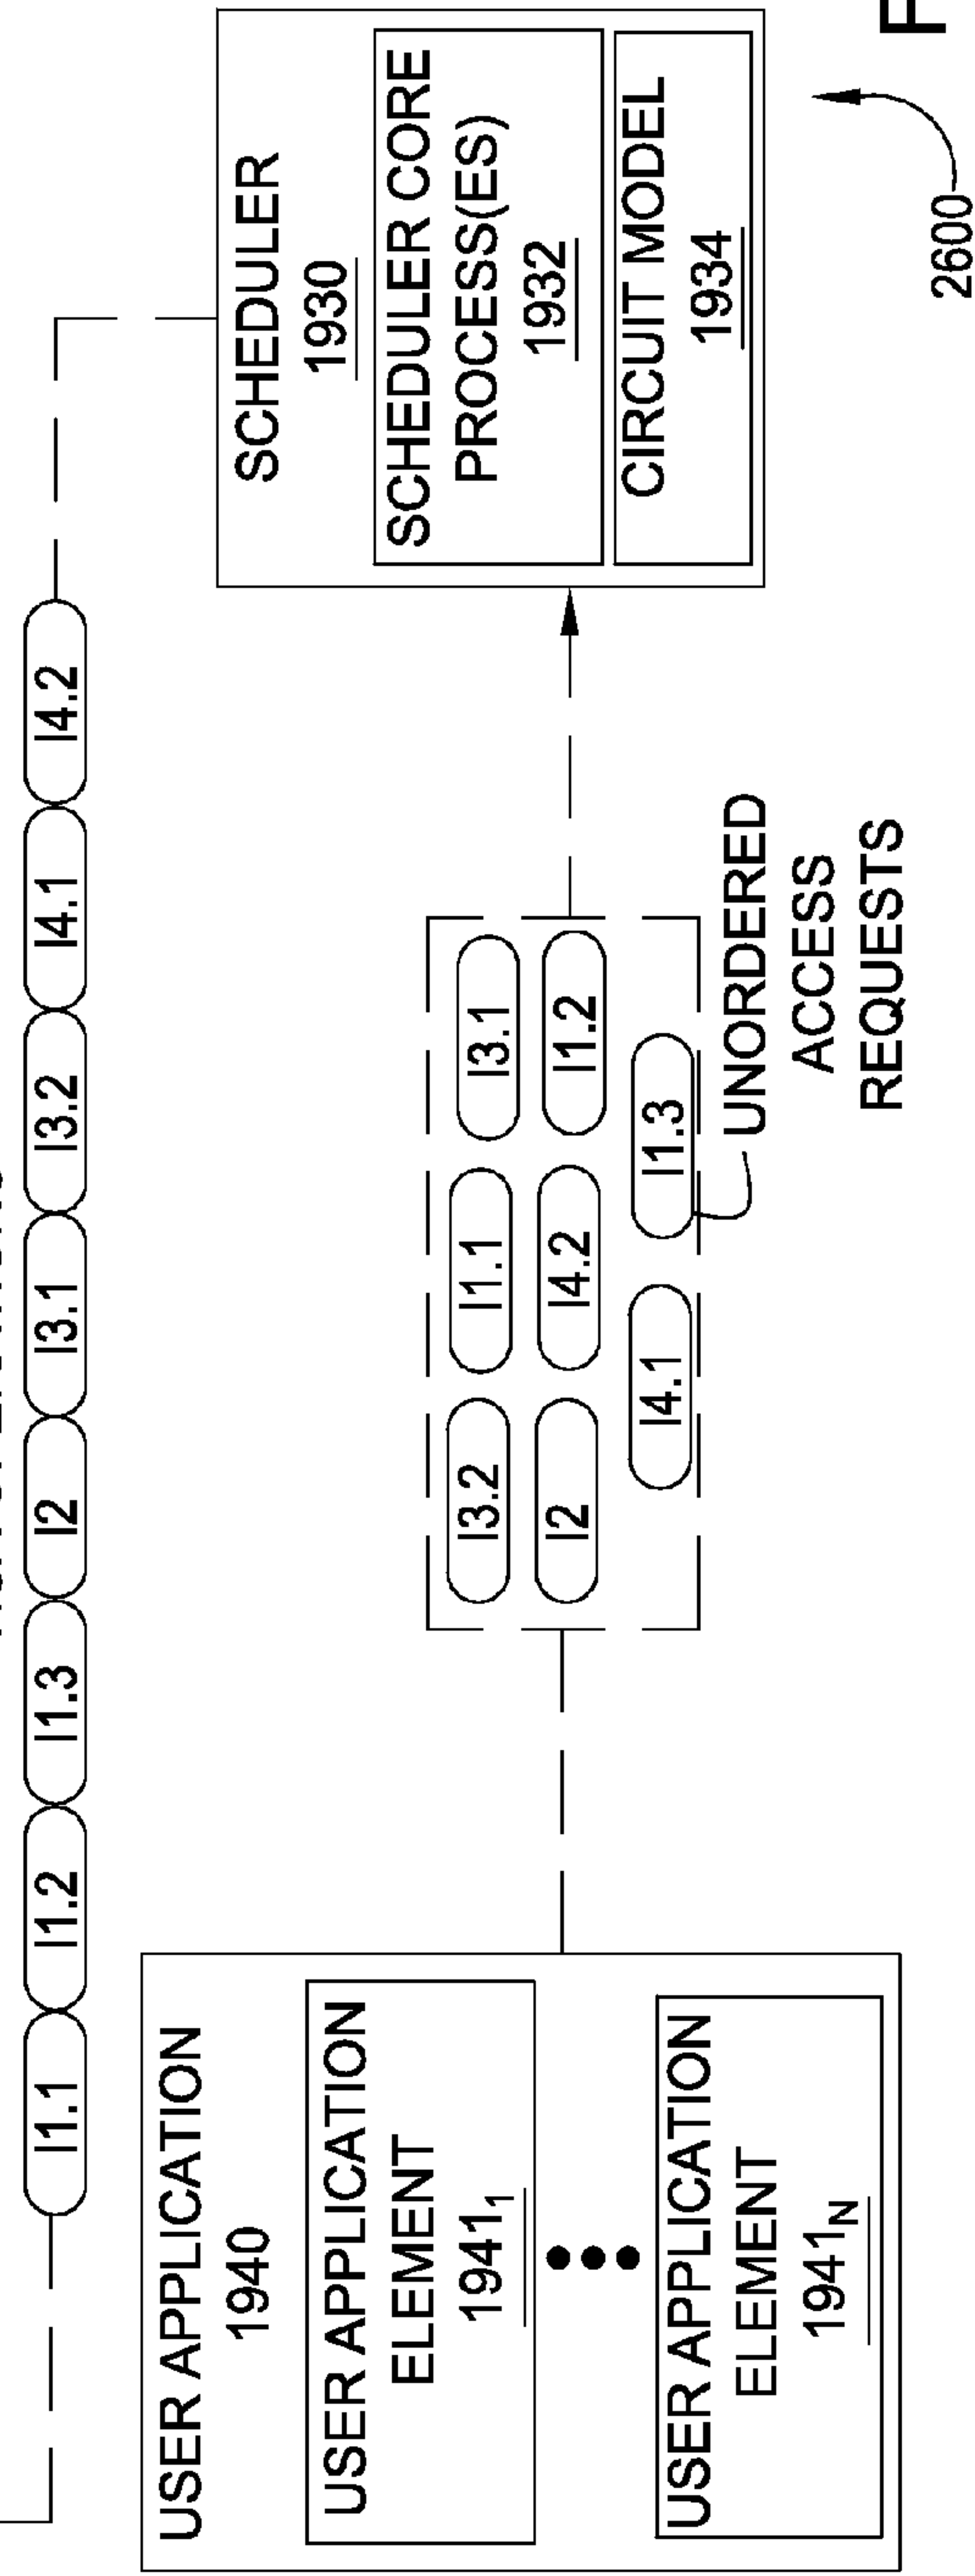 I1.1 I1.2 I1.3 I2 I3.1 I3.2 I4.1 I4.2
USER APPLICATION
1940
USER APPLICATION
ELEMENT
1941₁
USER APPLICATION
ELEMENT
1941N
I3.2 I1.1 I3.1
I2 I4.2 I1.2
I4.1 I1.3
UNORDERED
ACCESS
REQUESTS
SCHEDULER
1930
SCHEDULER CORE
PROCESS(ES)
1932
CIRCUIT MODEL
1934
2600
F